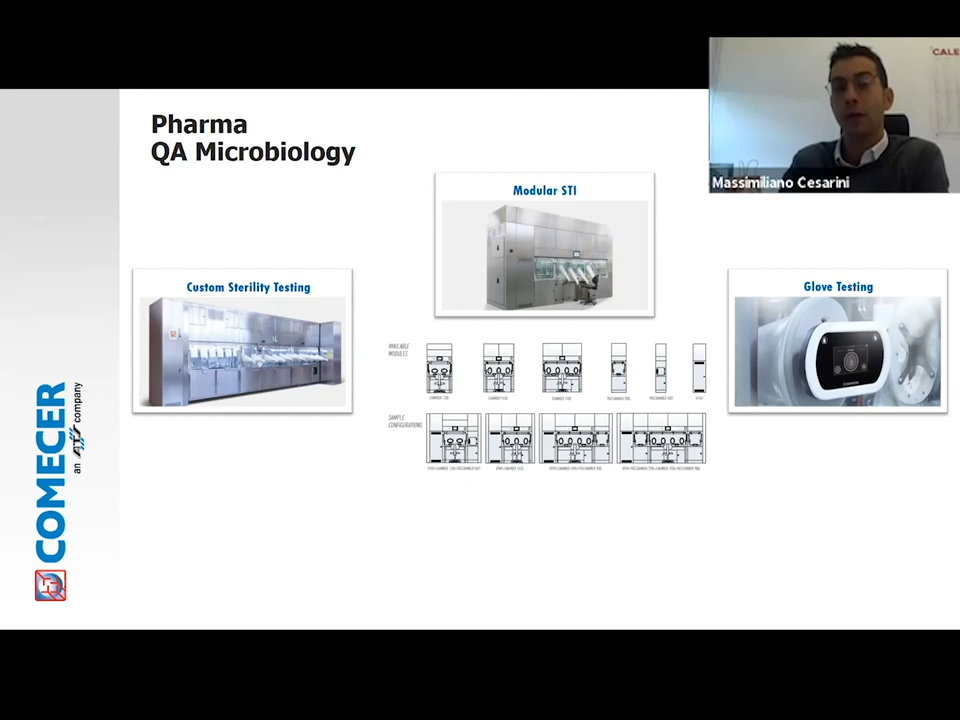 Pharma
QA Microbiology
CALE
Massimiliano Cesarini
Modular STI
Custom Sterility Testing
Glove Testing
AVAILABLE
MODULES
SAMPLE
CONFIGURATIONS
COMECER
an ATS company